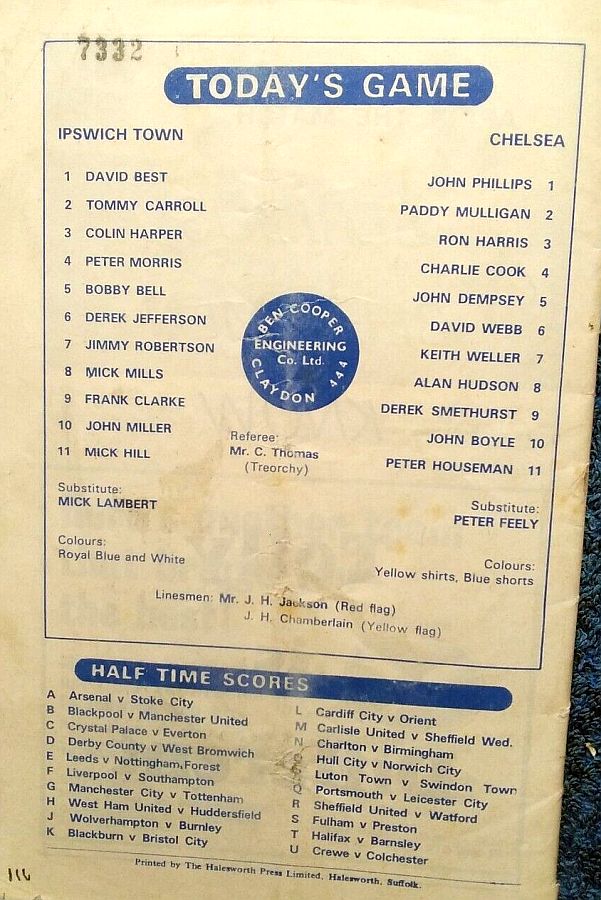 7332
TODAY'S GAME
IPSWICH TOWN
1 DAVID BEST
2 TOMMY CARROLL
3 COLIN HARPER
4 PETER MORRIS
5 BOBBY BELL
6 DEREK JEFFERSON
7 JIMMY ROBERTSON
8 MICK MILLS
9 FRANK CLARKE
10 JOHN MILLER
11 MICK HILL
Substitute:
MICK LAMBERT
Colours:
Royal Blue and White
BEN COOPER
ENGINEERING
Co. Ltd.
CLAYDON 444
Referee:
Mr. C. Thomas
(Treorchy)
CHELSEA
JOHN PHILLIPS 1
PADDY MULLIGAN 2
RON HARRIS 3
CHARLIE COOK 4
JOHN DEMPSEY 5
DAVID WEBB 6
KEITH WELLER 7
ALAN HUDSON 8
DEREK SMETHURST 9
JOHN BOYLE 10
PETER HOUSEMAN 11
Substitute:
PETER FEELY
Colours:
Yellow shirts, Blue shorts
Linesmen: Mr. J. H. Jackson (Red flag)
J. H. Chamberlain (Yellow flag)
HALF TIME SCORES
A Arsenal v Stoke City
B Blackpool v Manchester United
C Crystal Palace v Everton
D Derby County v West Bromwich
E Leeds v Nottingham Forest
F Liverpool v Southampton
G Manchester City v Tottenham
H West Ham United v Huddersfield
J Wolverhampton v Burnley
K Blackburn v Bristol City
L Cardiff City v Orient
M Carlisle United v Sheffield Wed.
N Charlton v Birmingham
Hull City v Norwich City
Luton Town v Swindon Town
Q Portsmouth v Leicester City
R Sheffield United v Watford
S Fulham v Preston
T Halifax v Barnsley
U Crewe v Colchester
Printed by The Halesworth Press Limited, Halesworth, Suffolk.
116